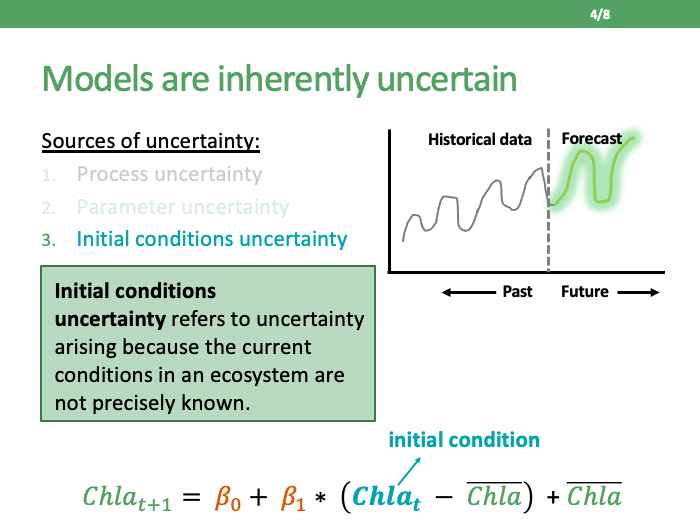 4/8
Models are inherently uncertain
Sources of uncertainty:
1. Process uncertainty
2. Parameter uncertainty
3. Initial conditions uncertainty
Historical data
Forecast
Past
Future
Initial conditions
uncertainty refers to uncertainty
arising because the current
conditions in an ecosystem are
not precisely known.
initial condition
Chla_{t+1} = β_0 + β_1 * (Chla_t − \overline{Chla}) + \overline{Chla}